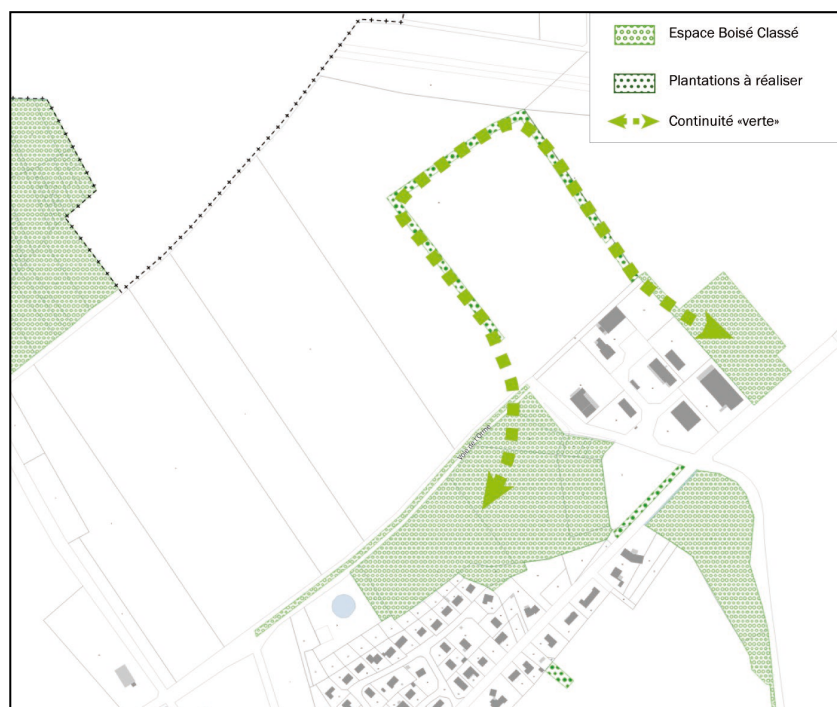 Espace Boisé Classé
Plantations à réaliser
Continuité «verte»
Voie de l'Orme